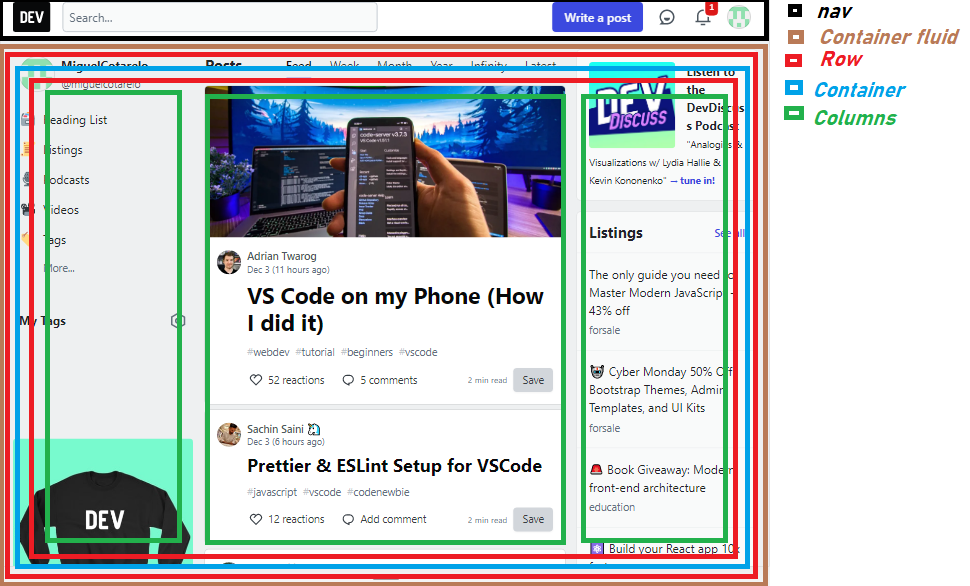 DEV
Search...
Write a post
1
nav
Container fluid
Row
Container
Columns
MiguelCotarelo
@miguelcotarelo
Reading List
Listings
Podcasts
Videos
Tags
More...
My Tags
DEV
Posts
Feed Week Month Year Infinity Latest
code-server v3.7.3
Adrian Twarog
Dec 3 (11 hours ago)
VS Code on my Phone (How
I did it)
#webdev #tutorial #beginners #vscode
52 reactions 5 comments 2 min read Save
Sachin Saini
Dec 3 (6 hours ago)
Prettier & ESLint Setup for VSCode
#javascript #vscode #codenewbie
12 reactions Add comment 2 min read Save
DEV
DISCUSS
Listen to
the
DevDiscus
s Podcast
"Analogies &
Visualizations w/ Lydia Hallie &
Kevin Kononenko" — tune in!
Listings
See all
The only guide you need to
Master Modern JavaScript -
43% off
forsale
Cyber Monday 50% Off
Bootstrap Themes, Admin
Templates, and UI Kits
forsale
Book Giveaway: Modern
front-end architecture
education
Build your React app 10x